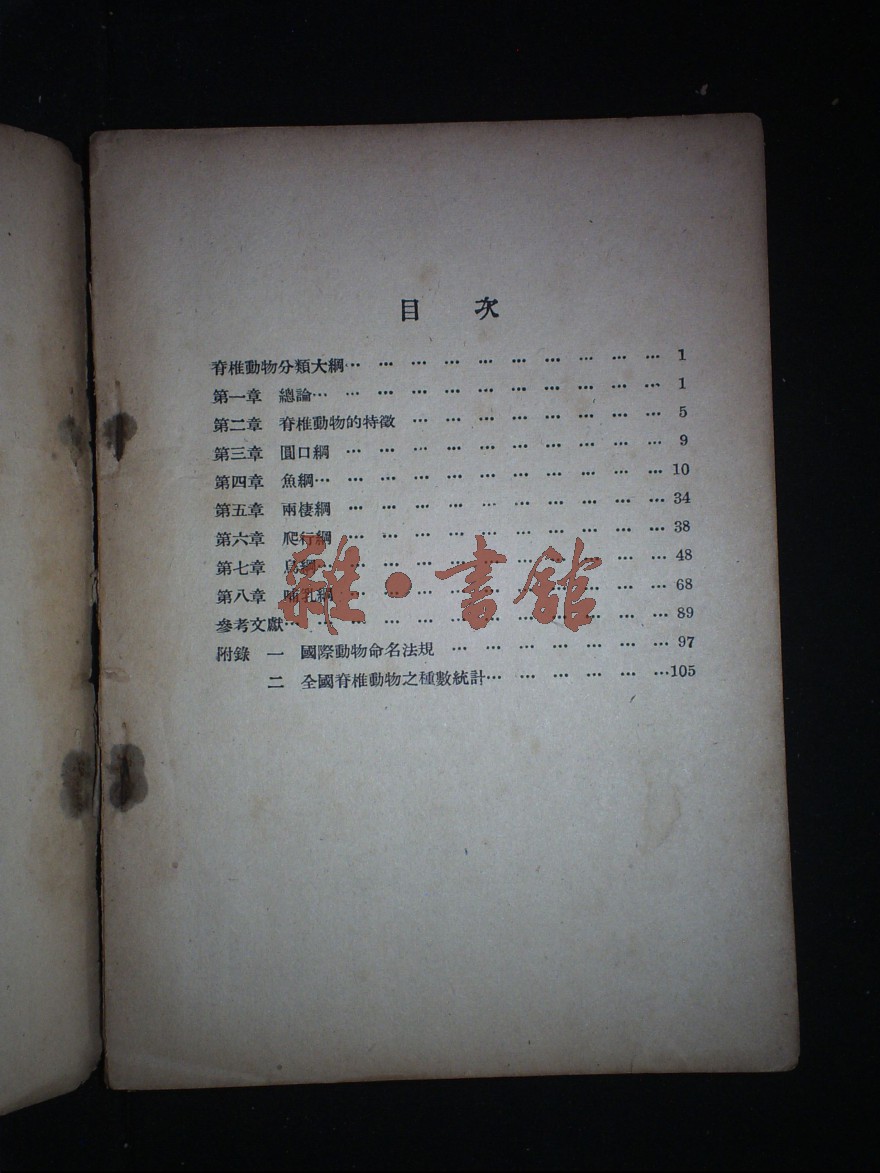 目 次
脊椎動物分類大綱… … … … … … … … … … … 1
第一章 總論… … … … … … … … … … … … 1
第二章 脊椎動物的特徵 … … … … … … … … … 5
第三章 圓口綱 … … … … … … … … … … … 9
第四章 魚綱… … … … … … … … … … … … 10
第五章 兩棲綱 … … … … … … … … … … … 34
第六章 爬行綱 … … … … … … … … … … … 38
第七章 鳥綱… … … … … … … … … … … … 48
第八章 哺乳綱 … … … … … … … … … … … 68
參考文獻… … … … … … … … … … … … … 89
附錄 一 國際動物命名法規 … … … … … … … … 97
二 全國脊椎動物之種數統計… … … … … … …105
雜·書館